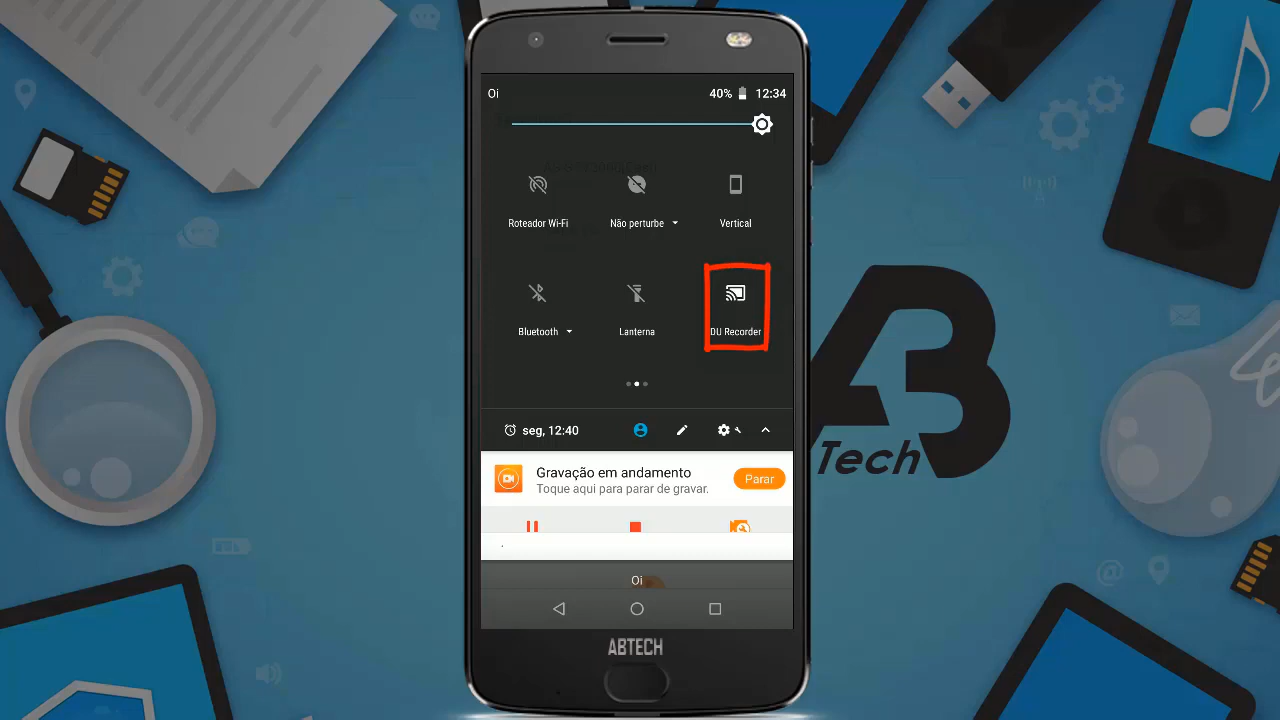 Oi
40% 12:34
Roteador Wi-Fi
Não perturbe
Vertical
Bluetooth
Lanterna
DU Recorder
seg, 12:40
Gravação em andamento
Toque aqui para parar de gravar.
Parar
Oi
ABTECH
AB
Tech